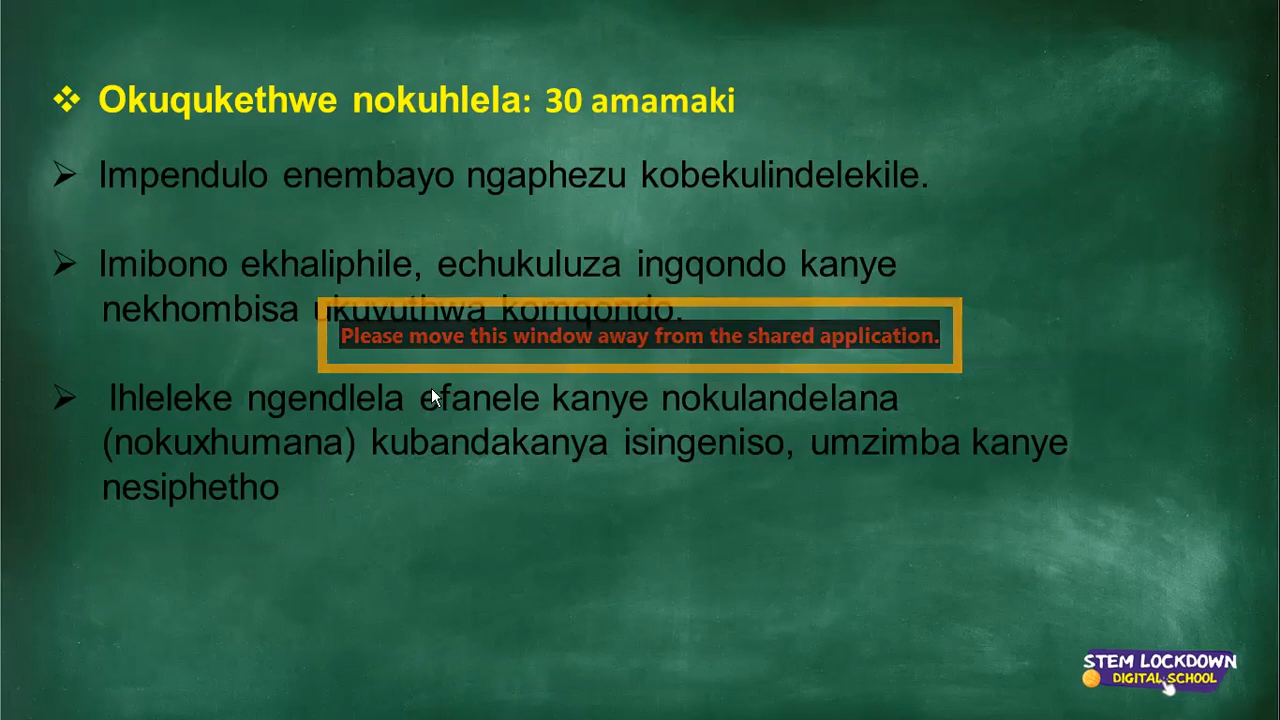 ❖ Okuqukethwe nokuhlela: 30 amamaki
➢ Impendulo enembayo ngaphezu kobekulindelekile.
➢ Imibono ekhaliphile, echukuluza ingqondo kanye
nekhombisa ukuvuthwa komqondo.
Please move this window away from the shared application.
➢ Ihleleke ngendlela efanele kanye nokulandelana
(nokuxhumana) kubandakanya isingeniso, umzimba kanye
nesiphetho
STEM LOCKDOWN
DIGITAL SCHOOL